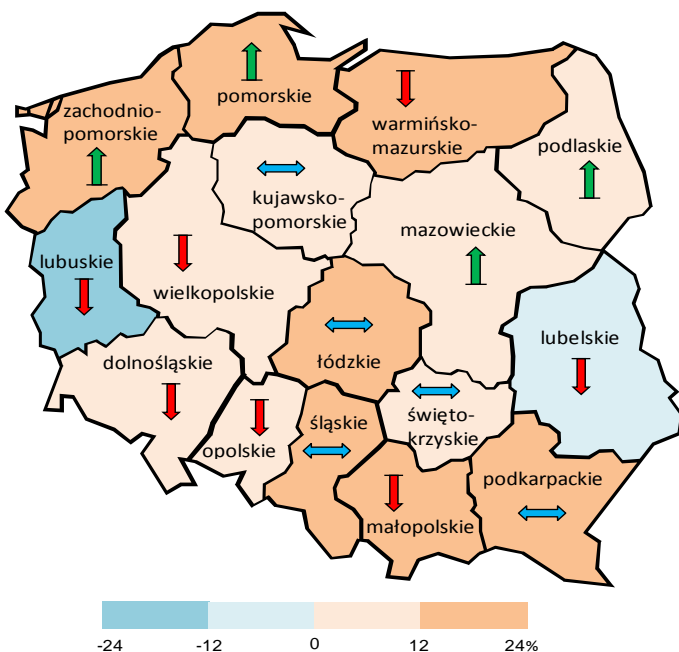 pomorskie
zachodnio-
pomorskie
warmińsko-
mazurskie
podlaskie
kujawsko-
pomorskie
mazowieckie
lubuskie
wielkopolskie
lubelskie
dolnośląskie
łódzkie
śląskie
święto-
krzyskie
opolskie
podkarpackie
małopolskie
-24 -12 0 12 24%